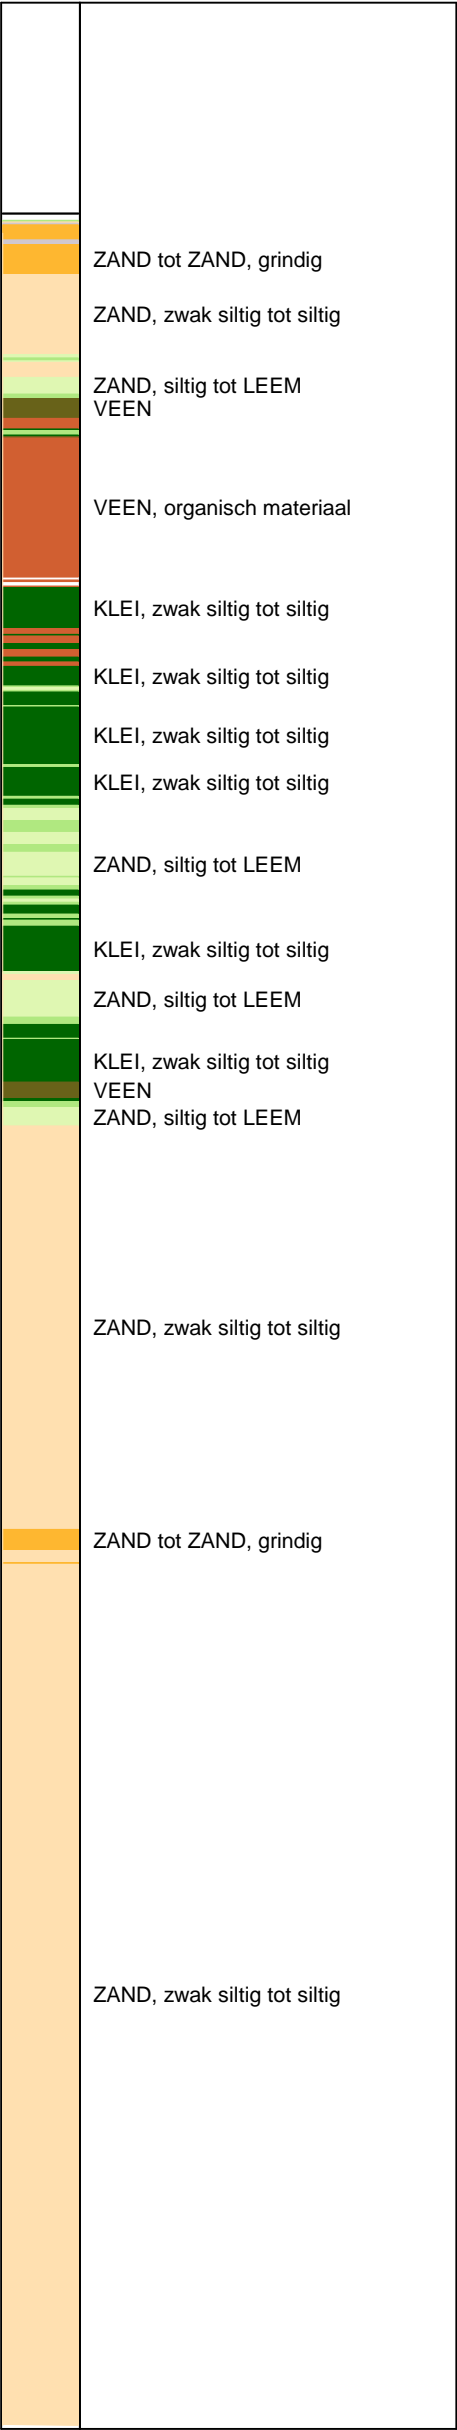 ZAND tot ZAND, grindig
ZAND, zwak siltig tot siltig
ZAND, siltig tot LEEM
VEEN
VEEN, organisch materiaal
KLEI, zwak siltig tot siltig
KLEI, zwak siltig tot siltig
KLEI, zwak siltig tot siltig
KLEI, zwak siltig tot siltig
ZAND, siltig tot LEEM
KLEI, zwak siltig tot siltig
ZAND, siltig tot LEEM
KLEI, zwak siltig tot siltig
VEEN
ZAND, siltig tot LEEM
ZAND, zwak siltig tot siltig
ZAND tot ZAND, grindig
ZAND, zwak siltig tot siltig